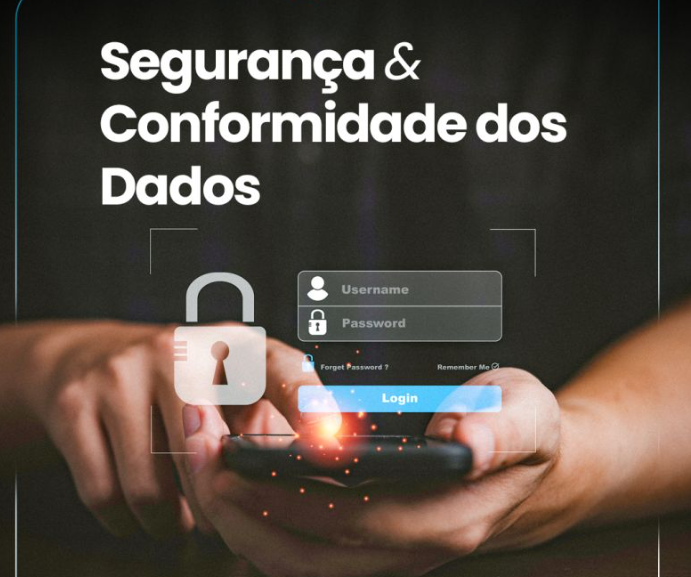 Segurança &
Conformidade dos
Dados
Username
Password
Forget Password ?
Remember Me
Login